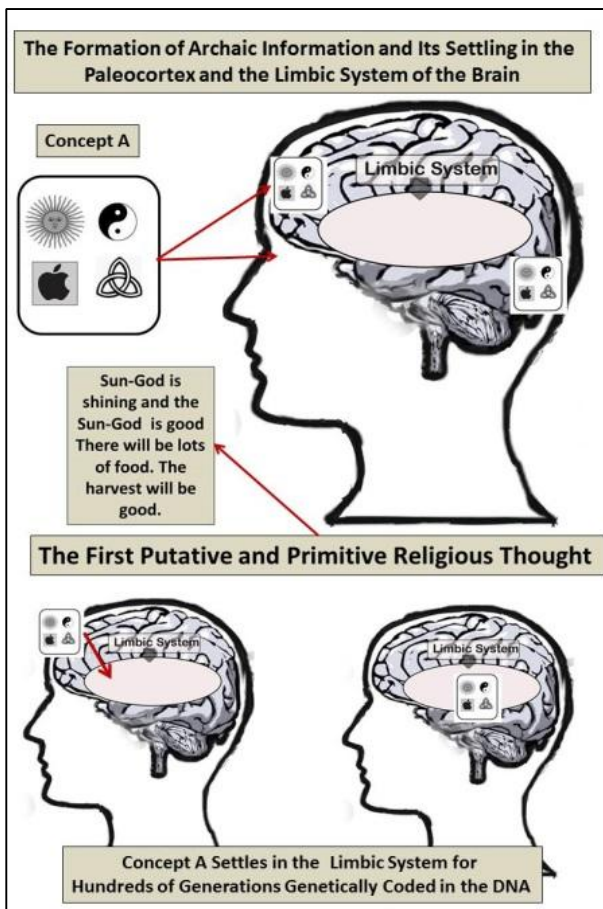 The Formation of Archaic Information and Its Settling in the
Paleocortex and the Limbic System of the Brain
Concept A
Limbic System
Sun-God is
shining and the
Sun-God is good
There will be lots
of food. The
harvest will be
good.
The First Putative and Primitive Religious Thought
Limbic System
Limbic System
Concept A Settles in the Limbic System for
Hundreds of Generations Genetically Coded in the DNA